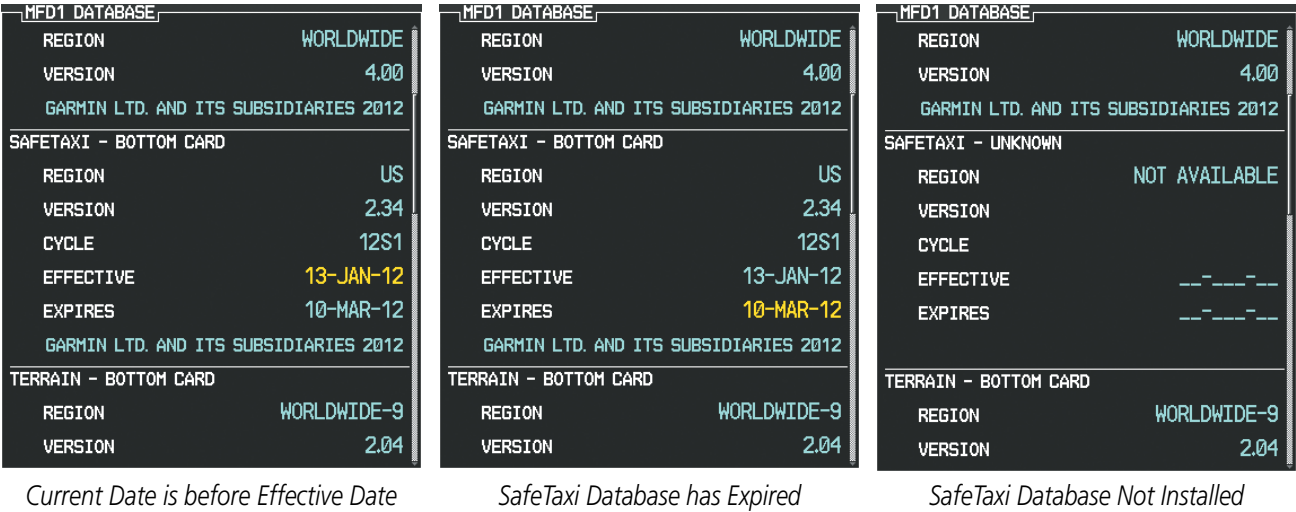 MFD1 DATABASE
REGION WORLDWIDE
VERSION 4.00
GARMIN LTD. AND ITS SUBSIDIARIES 2012
SAFETAXI - BOTTOM CARD
REGION US
VERSION 2.34
CYCLE 12S1
EFFECTIVE 13-JAN-12
EXPIRES 10-MAR-12
GARMIN LTD. AND ITS SUBSIDIARIES 2012
TERRAIN - BOTTOM CARD
REGION WORLDWIDE-9
VERSION 2.04
Current Date is before Effective Date
MFD1 DATABASE
REGION WORLDWIDE
VERSION 4.00
GARMIN LTD. AND ITS SUBSIDIARIES 2012
SAFETAXI - BOTTOM CARD
REGION US
VERSION 2.34
CYCLE 12S1
EFFECTIVE 13-JAN-12
EXPIRES 10-MAR-12
GARMIN LTD. AND ITS SUBSIDIARIES 2012
TERRAIN - BOTTOM CARD
REGION WORLDWIDE-9
VERSION 2.04
SafeTaxi Database has Expired
MFD1 DATABASE
REGION WORLDWIDE
VERSION 4.00
GARMIN LTD. AND ITS SUBSIDIARIES 2012
SAFETAXI - UNKNOWN
REGION NOT AVAILABLE
VERSION
CYCLE
EFFECTIVE __-___-__
EXPIRES __-___-__
TERRAIN - BOTTOM CARD
REGION WORLDWIDE-9
VERSION 2.04
SafeTaxi Database Not Installed